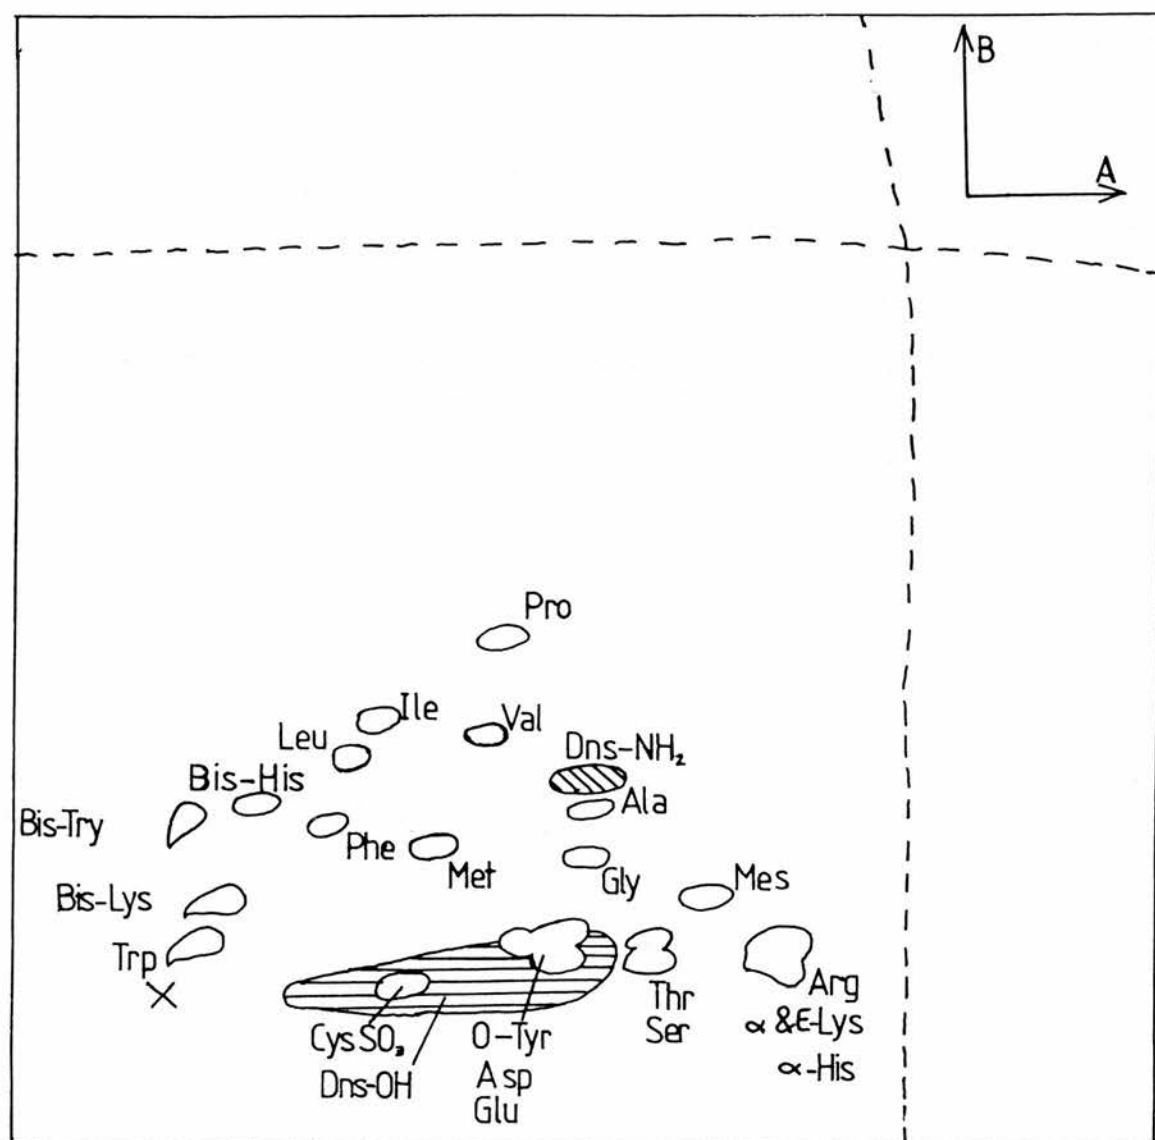 B
A
Pro
Ile
Val
Leu
Dns-NH₂
Bis-His
Ala
Bis-Try
Phe
Met
Gly
Mes
Bis-Lys
Trp
Thr
Ser
Arg
α &E-Lys
α-His
CysSO₃
Dns-OH
O-Tyr
Asp
Glu